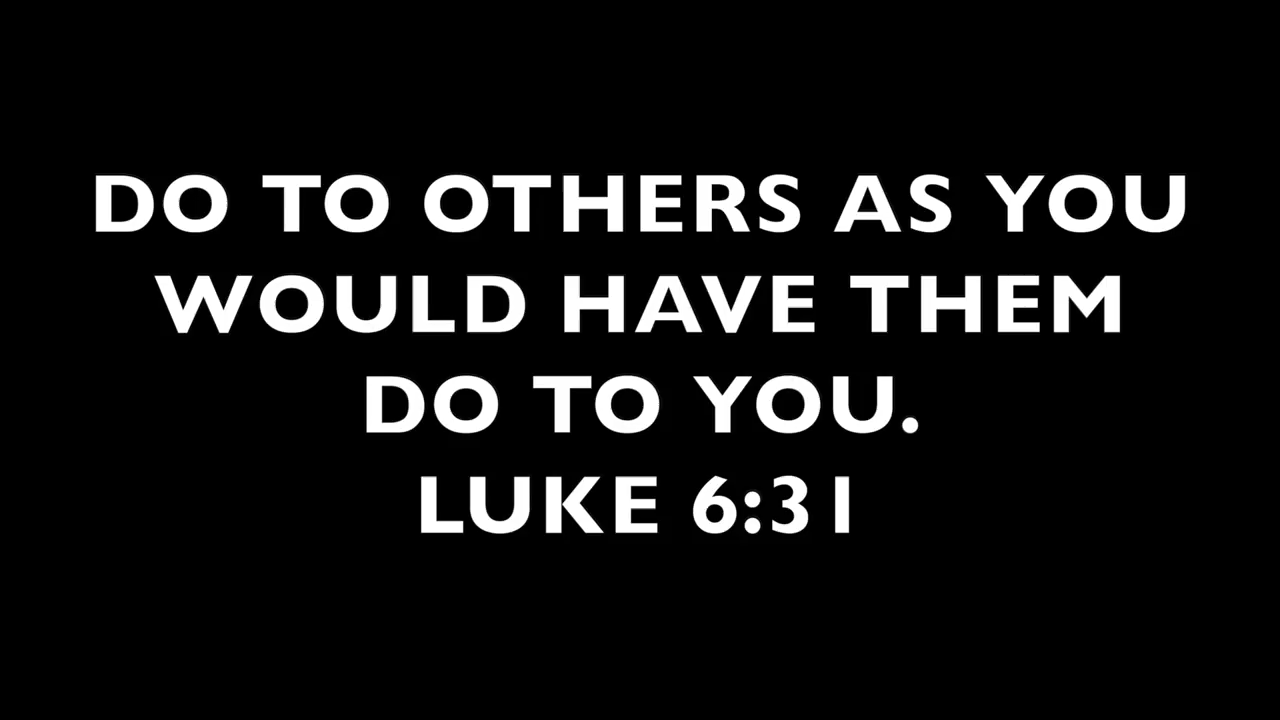 DO TO OTHERS AS YOU
WOULD HAVE THEM
DO TO YOU.
LUKE 6:31